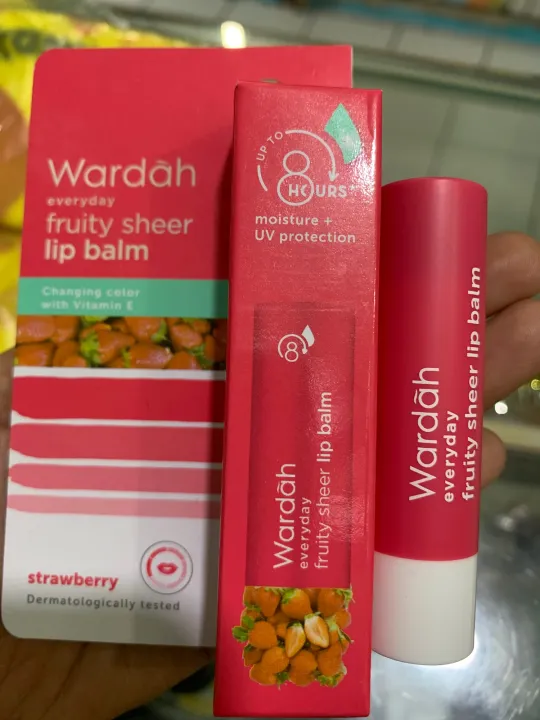 Wardah
everyday
fruity sheer
lip balm
Changing color
with Vitamin E
strawberry
Dermatologically tested
UP TO
8 HOURS*
moisture +
UV protection
8
Wardah
everyday
fruity sheer lip balm
Wardah
everyday
fruity sheer lip balm